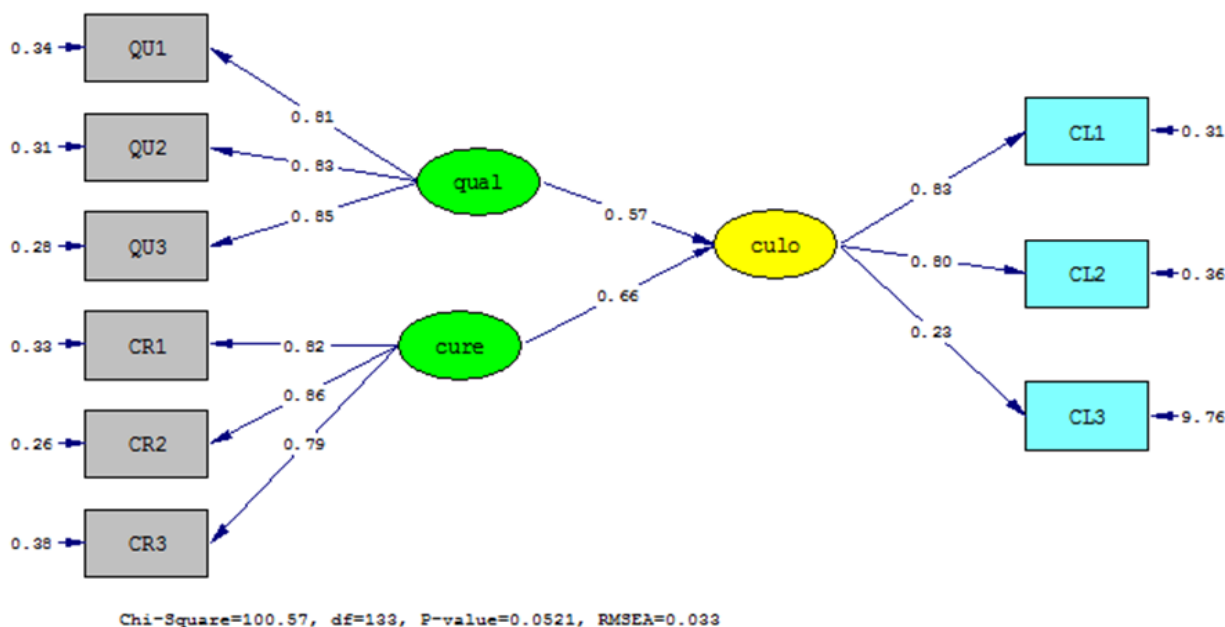 0.34
QU1
0.81
0.31
QU2
0.83
0.85
0.28
QU3
0.33
CR1
0.82
0.26
CR2
0.86
0.79
0.38
CR3
qual
0.57
cure
0.66
culo
0.83
CL1
0.31
0.80
CL2
0.36
0.23
CL3
9.76
Chi-Square=100.57, df=133, P-value=0.0521, RMSEA=0.033